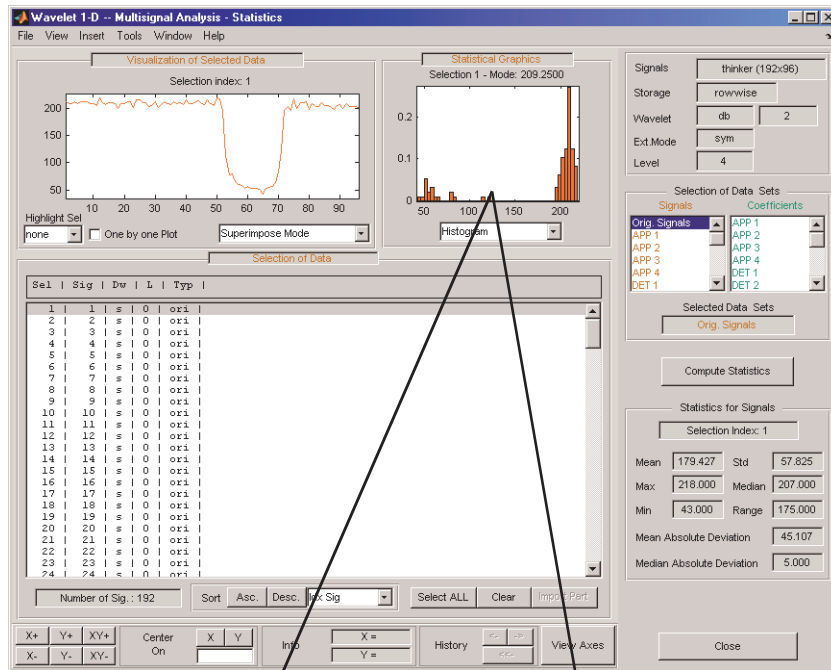 Wavelet 1-D -- Multisignal Analysis - Statistics
File View Insert Tools Window Help
Visualization of Selected Data
Selection index: 1
200
150
100
50
10 20 30 40 50 60 70 80 90
Highlight Sel
none One by one Plot Superimpose Mode
Statistical Graphics
Selection 1 - Mode: 209.2500
0.2
0.1
0
50 100 150 200
Histogram
Selection of Data
Sel | Sig | Dw | L | Typ |
1 | 1 | s | 0 | ori |
2 | 2 | s | 0 | ori |
3 | 3 | s | 0 | ori |
4 | 4 | s | 0 | ori |
5 | 5 | s | 0 | ori |
6 | 6 | s | 0 | ori |
7 | 7 | s | 0 | ori |
8 | 8 | s | 0 | ori |
9 | 9 | s | 0 | ori |
10 | 10 | s | 0 | ori |
11 | 11 | s | 0 | ori |
12 | 12 | s | 0 | ori |
13 | 13 | s | 0 | ori |
14 | 14 | s | 0 | ori |
15 | 15 | s | 0 | ori |
16 | 16 | s | 0 | ori |
17 | 17 | s | 0 | ori |
18 | 18 | s | 0 | ori |
19 | 19 | s | 0 | ori |
20 | 20 | s | 0 | ori |
21 | 21 | s | 0 | ori |
22 | 22 | s | 0 | ori |
23 | 23 | s | 0 | ori |
24 | 24 | s | 0 | ori |
Number of Sig. : 192 Sort Asc. Desc. Idx Sig Select ALL Clear Import Part
X+ Y+ XY+ Center X Y Info X = History <- -> View Axes
X- Y- XY- On Y = <<-
Signals thinker (192x96)
Storage rowwise
Wavelet db 2
Ext.Mode sym
Level 4
Selection of Data Sets
Signals Coefficients
Orig. Signals APP 1
APP 1 APP 2
APP 2 APP 3
APP 3 APP 4
APP 4 DET 1
DET 1 DET 2
Selected Data Sets
Orig. Signals
Compute Statistics
Statistics for Signals
Selection Index: 1
Mean 179.427 Std 57.825
Max 218.000 Median 207.000
Min 43.000 Range 175.000
Mean Absolute Deviation 45.107
Median Absolute Deviation 5.000
Close